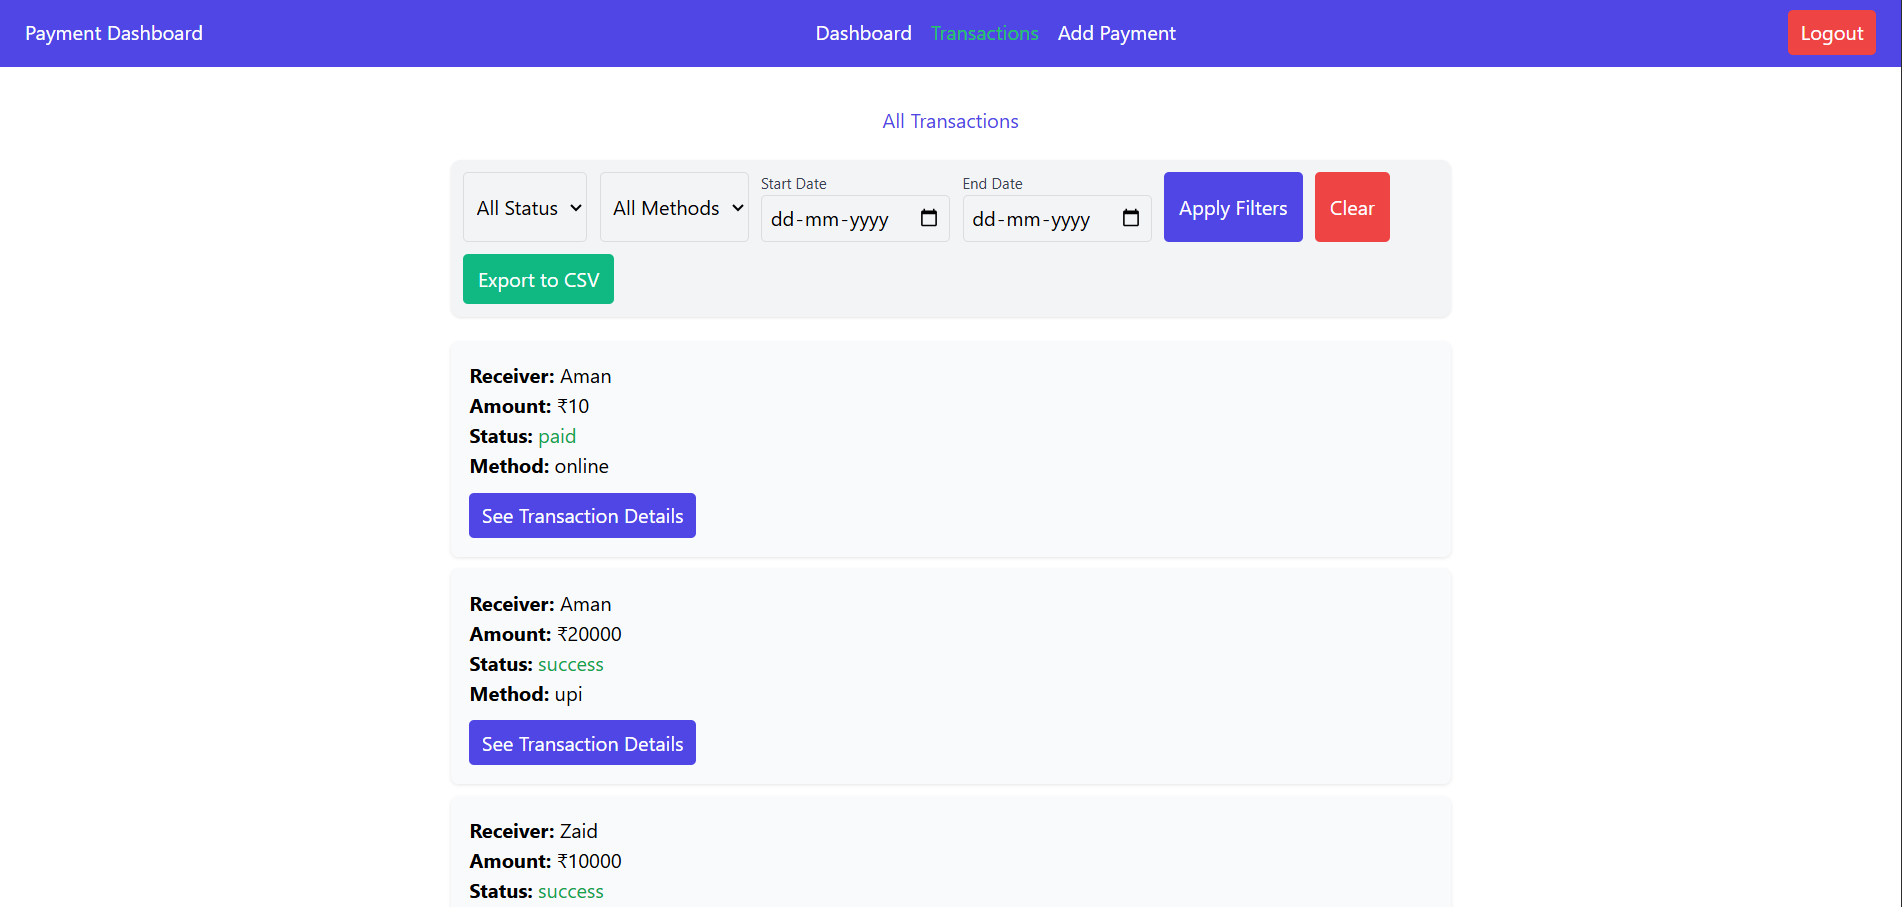 Payment Dashboard
Dashboard Transactions Add Payment
Logout
All Transactions
All Status
All Methods
Start Date
dd-mm-yyyy
End Date
dd-mm-yyyy
Apply Filters
Clear
Export to CSV
Receiver: Aman
Amount: ₹10
Status: paid
Method: online
See Transaction Details
Receiver: Aman
Amount: ₹20000
Status: success
Method: upi
See Transaction Details
Receiver: Zaid
Amount: ₹10000
Status: success